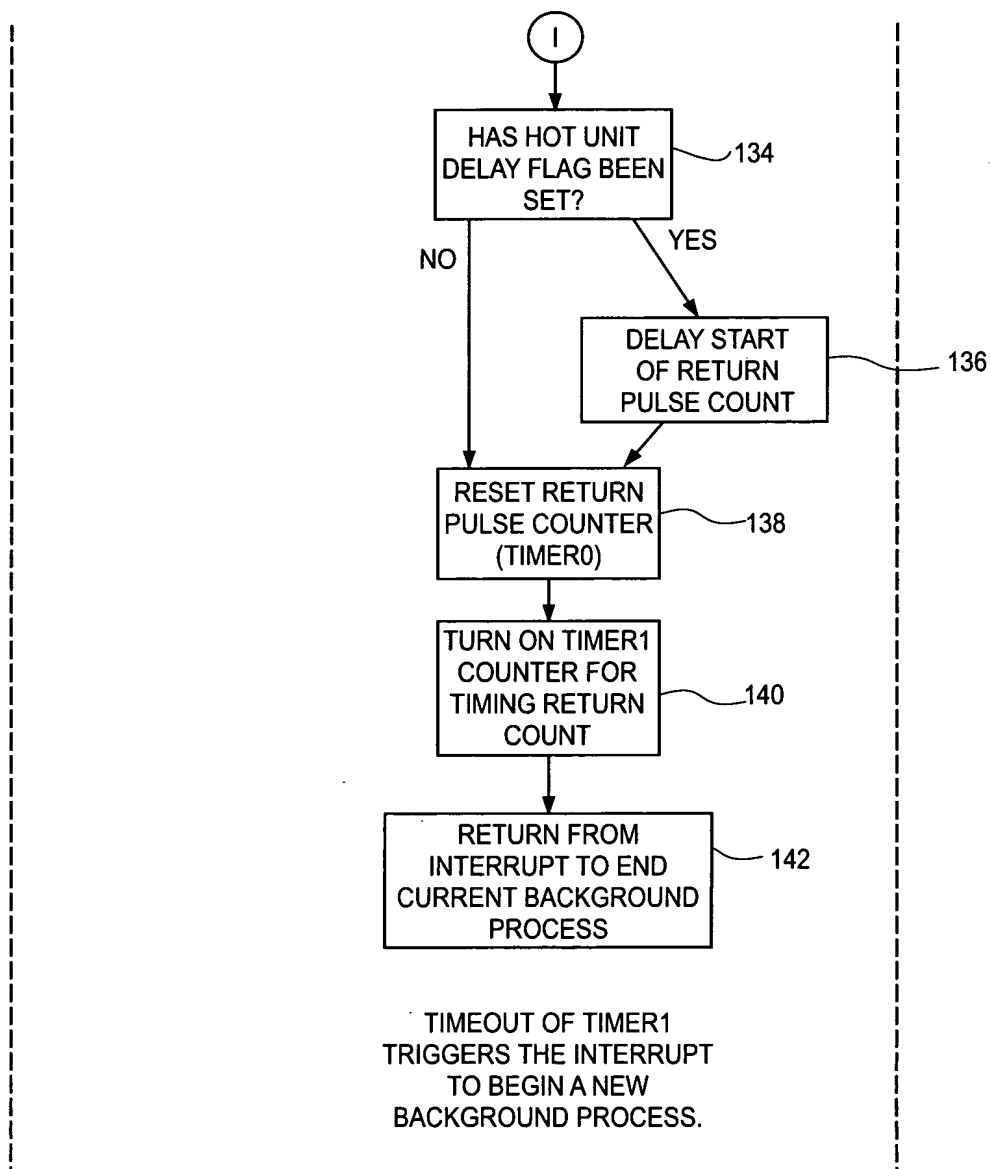 I
HAS HOT UNIT
DELAY FLAG BEEN
SET?
134
YES
NO
DELAY START
OF RETURN
PULSE COUNT
136
RESET RETURN
PULSE COUNTER
(TIMER0)
138
TURN ON TIMER1
COUNTER FOR
TIMING RETURN
COUNT
140
RETURN FROM
INTERRUPT TO END
CURRENT BACKGROUND
PROCESS
142
TIMEOUT OF TIMER1
TRIGGERS THE INTERRUPT
TO BEGIN A NEW
BACKGROUND PROCESS.